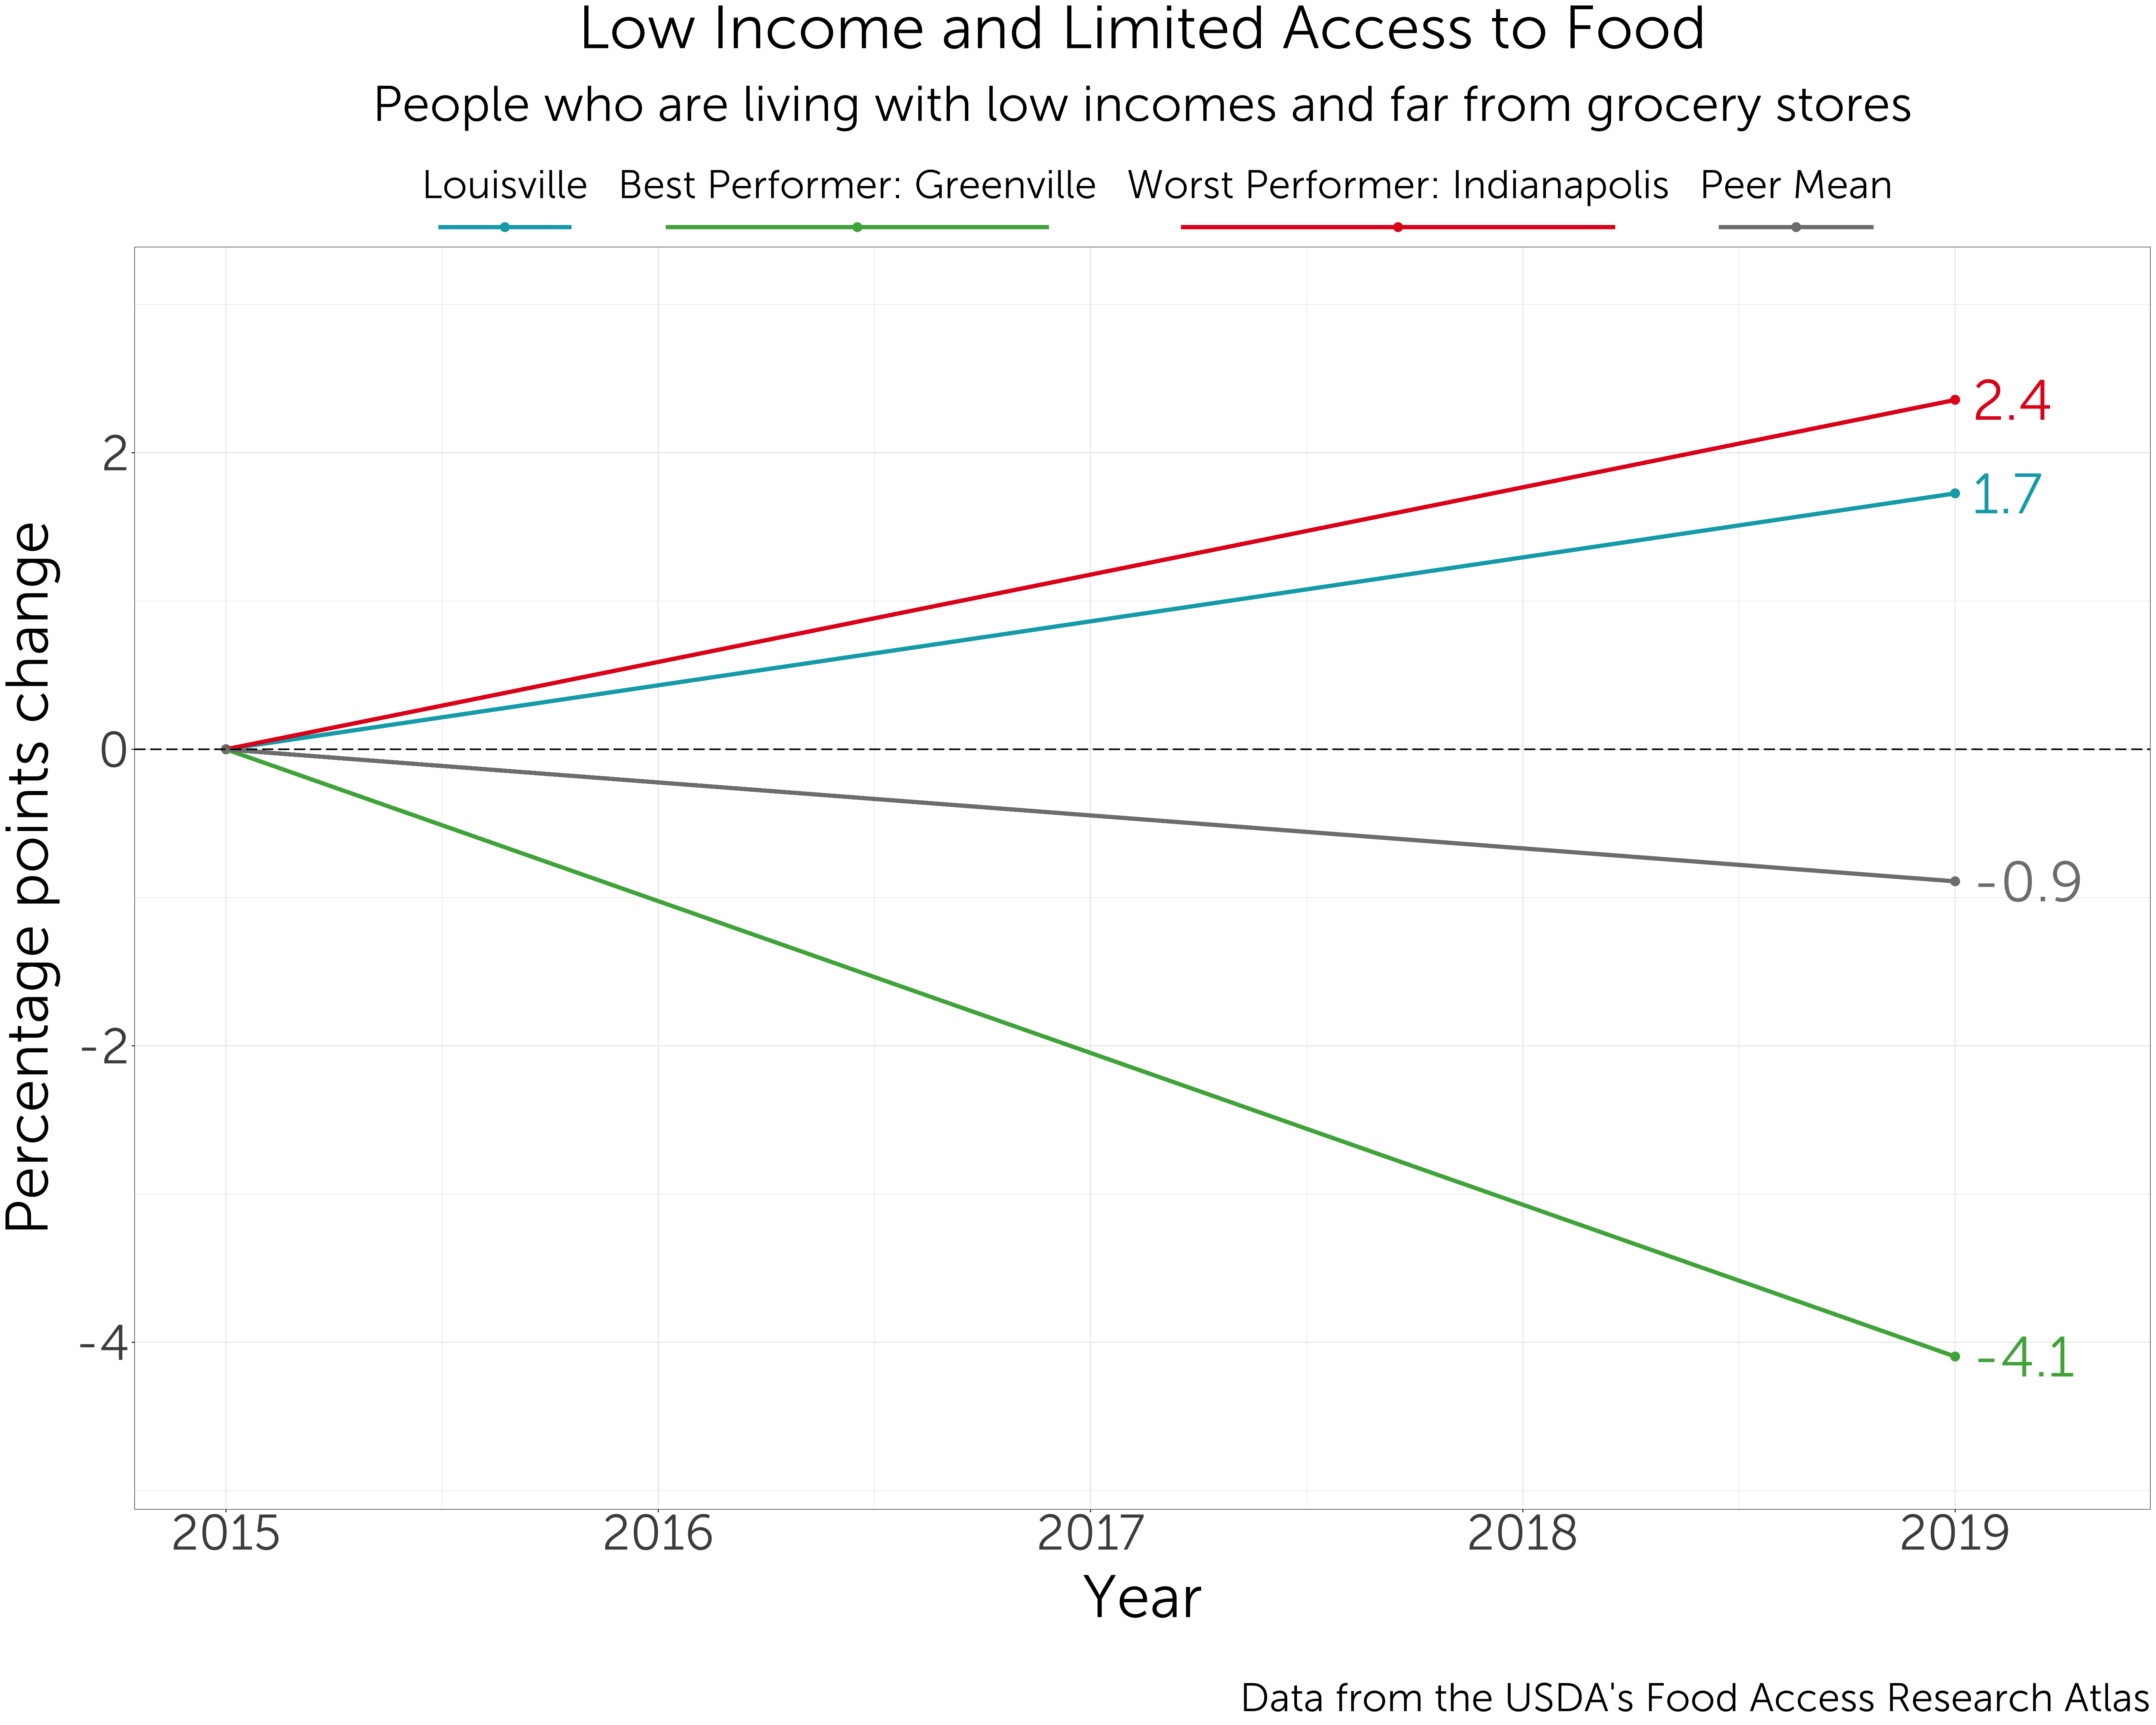 Low Income and Limited Access to Food
People who are living with low incomes and far from grocery stores
Louisville Best Performer: Greenville Worst Performer: Indianapolis Peer Mean
Percentage points change
2
0
-2
-4
2.4
1.7
-0.9
-4.1
2015 2016 2017 2018 2019
Year
Data from the USDA's Food Access Research Atlas